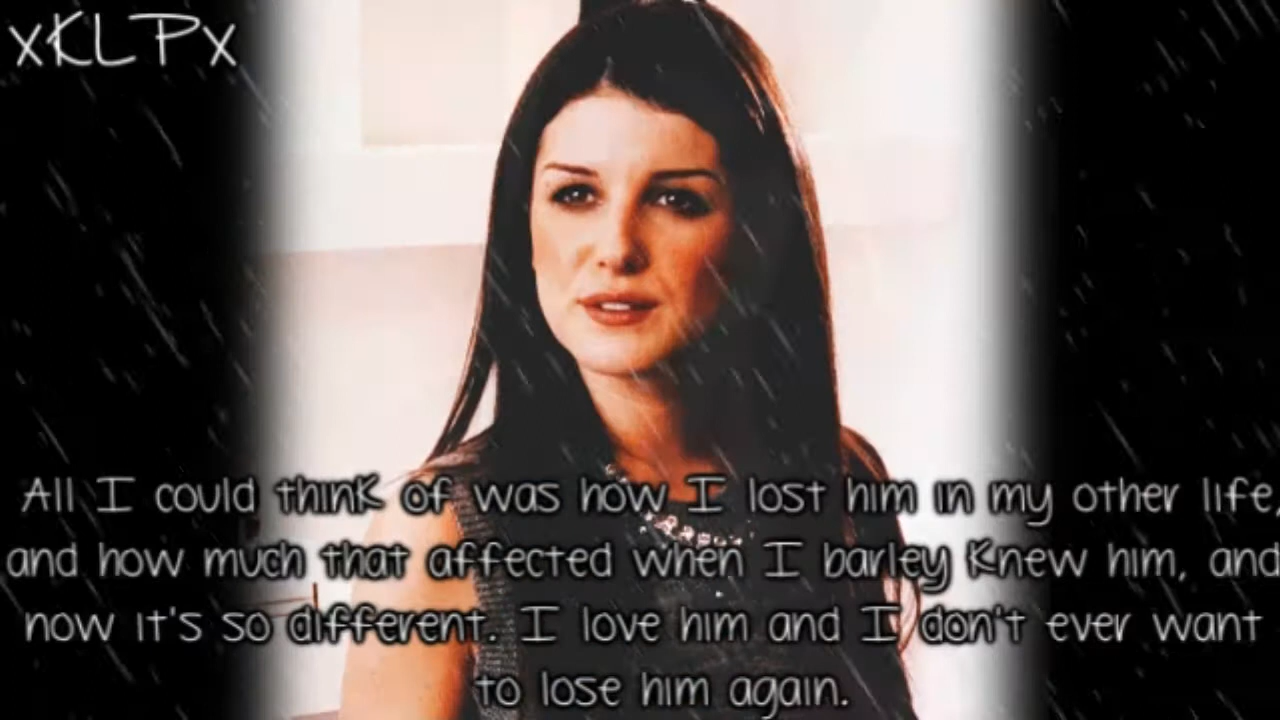 xKLPx
All I could think of was how I lost him in my other life,
and how much that affected when I barley knew him, and
now it's so different. I love him and I don't ever want
to lose him again.